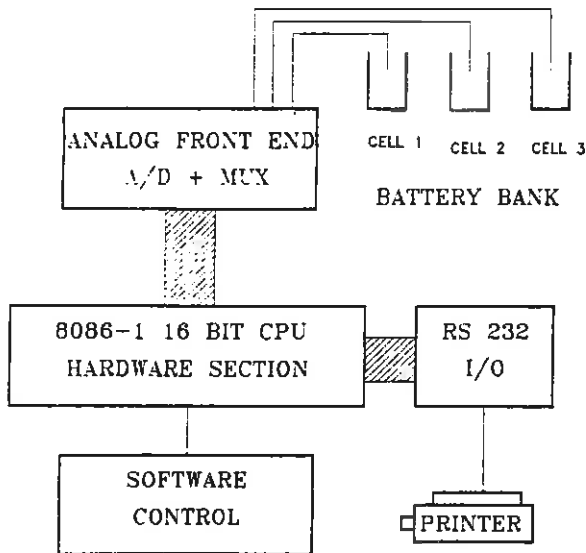 ANALOG FRONT END
A/D + MUX
CELL 1
CELL 2
CELL 3
BATTERY BANK
8086-1 16 BIT CPU
HARDWARE SECTION
RS 232
I/O
SOFTWARE
CONTROL
PRINTER